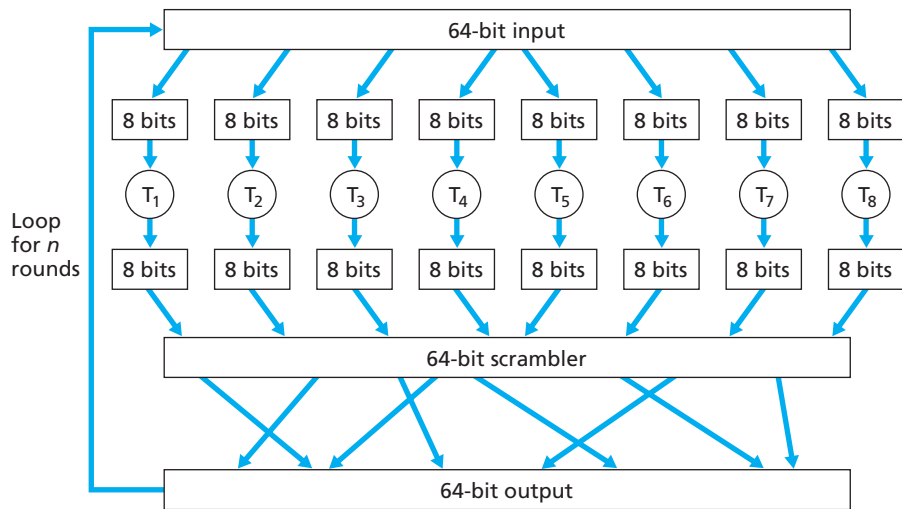 64-bit input
8 bits 8 bits 8 bits 8 bits 8 bits 8 bits 8 bits 8 bits
T1 T2 T3 T4 T5 T6 T7 T8
Loop
for n
rounds
8 bits 8 bits 8 bits 8 bits 8 bits 8 bits 8 bits 8 bits
64-bit scrambler
64-bit output